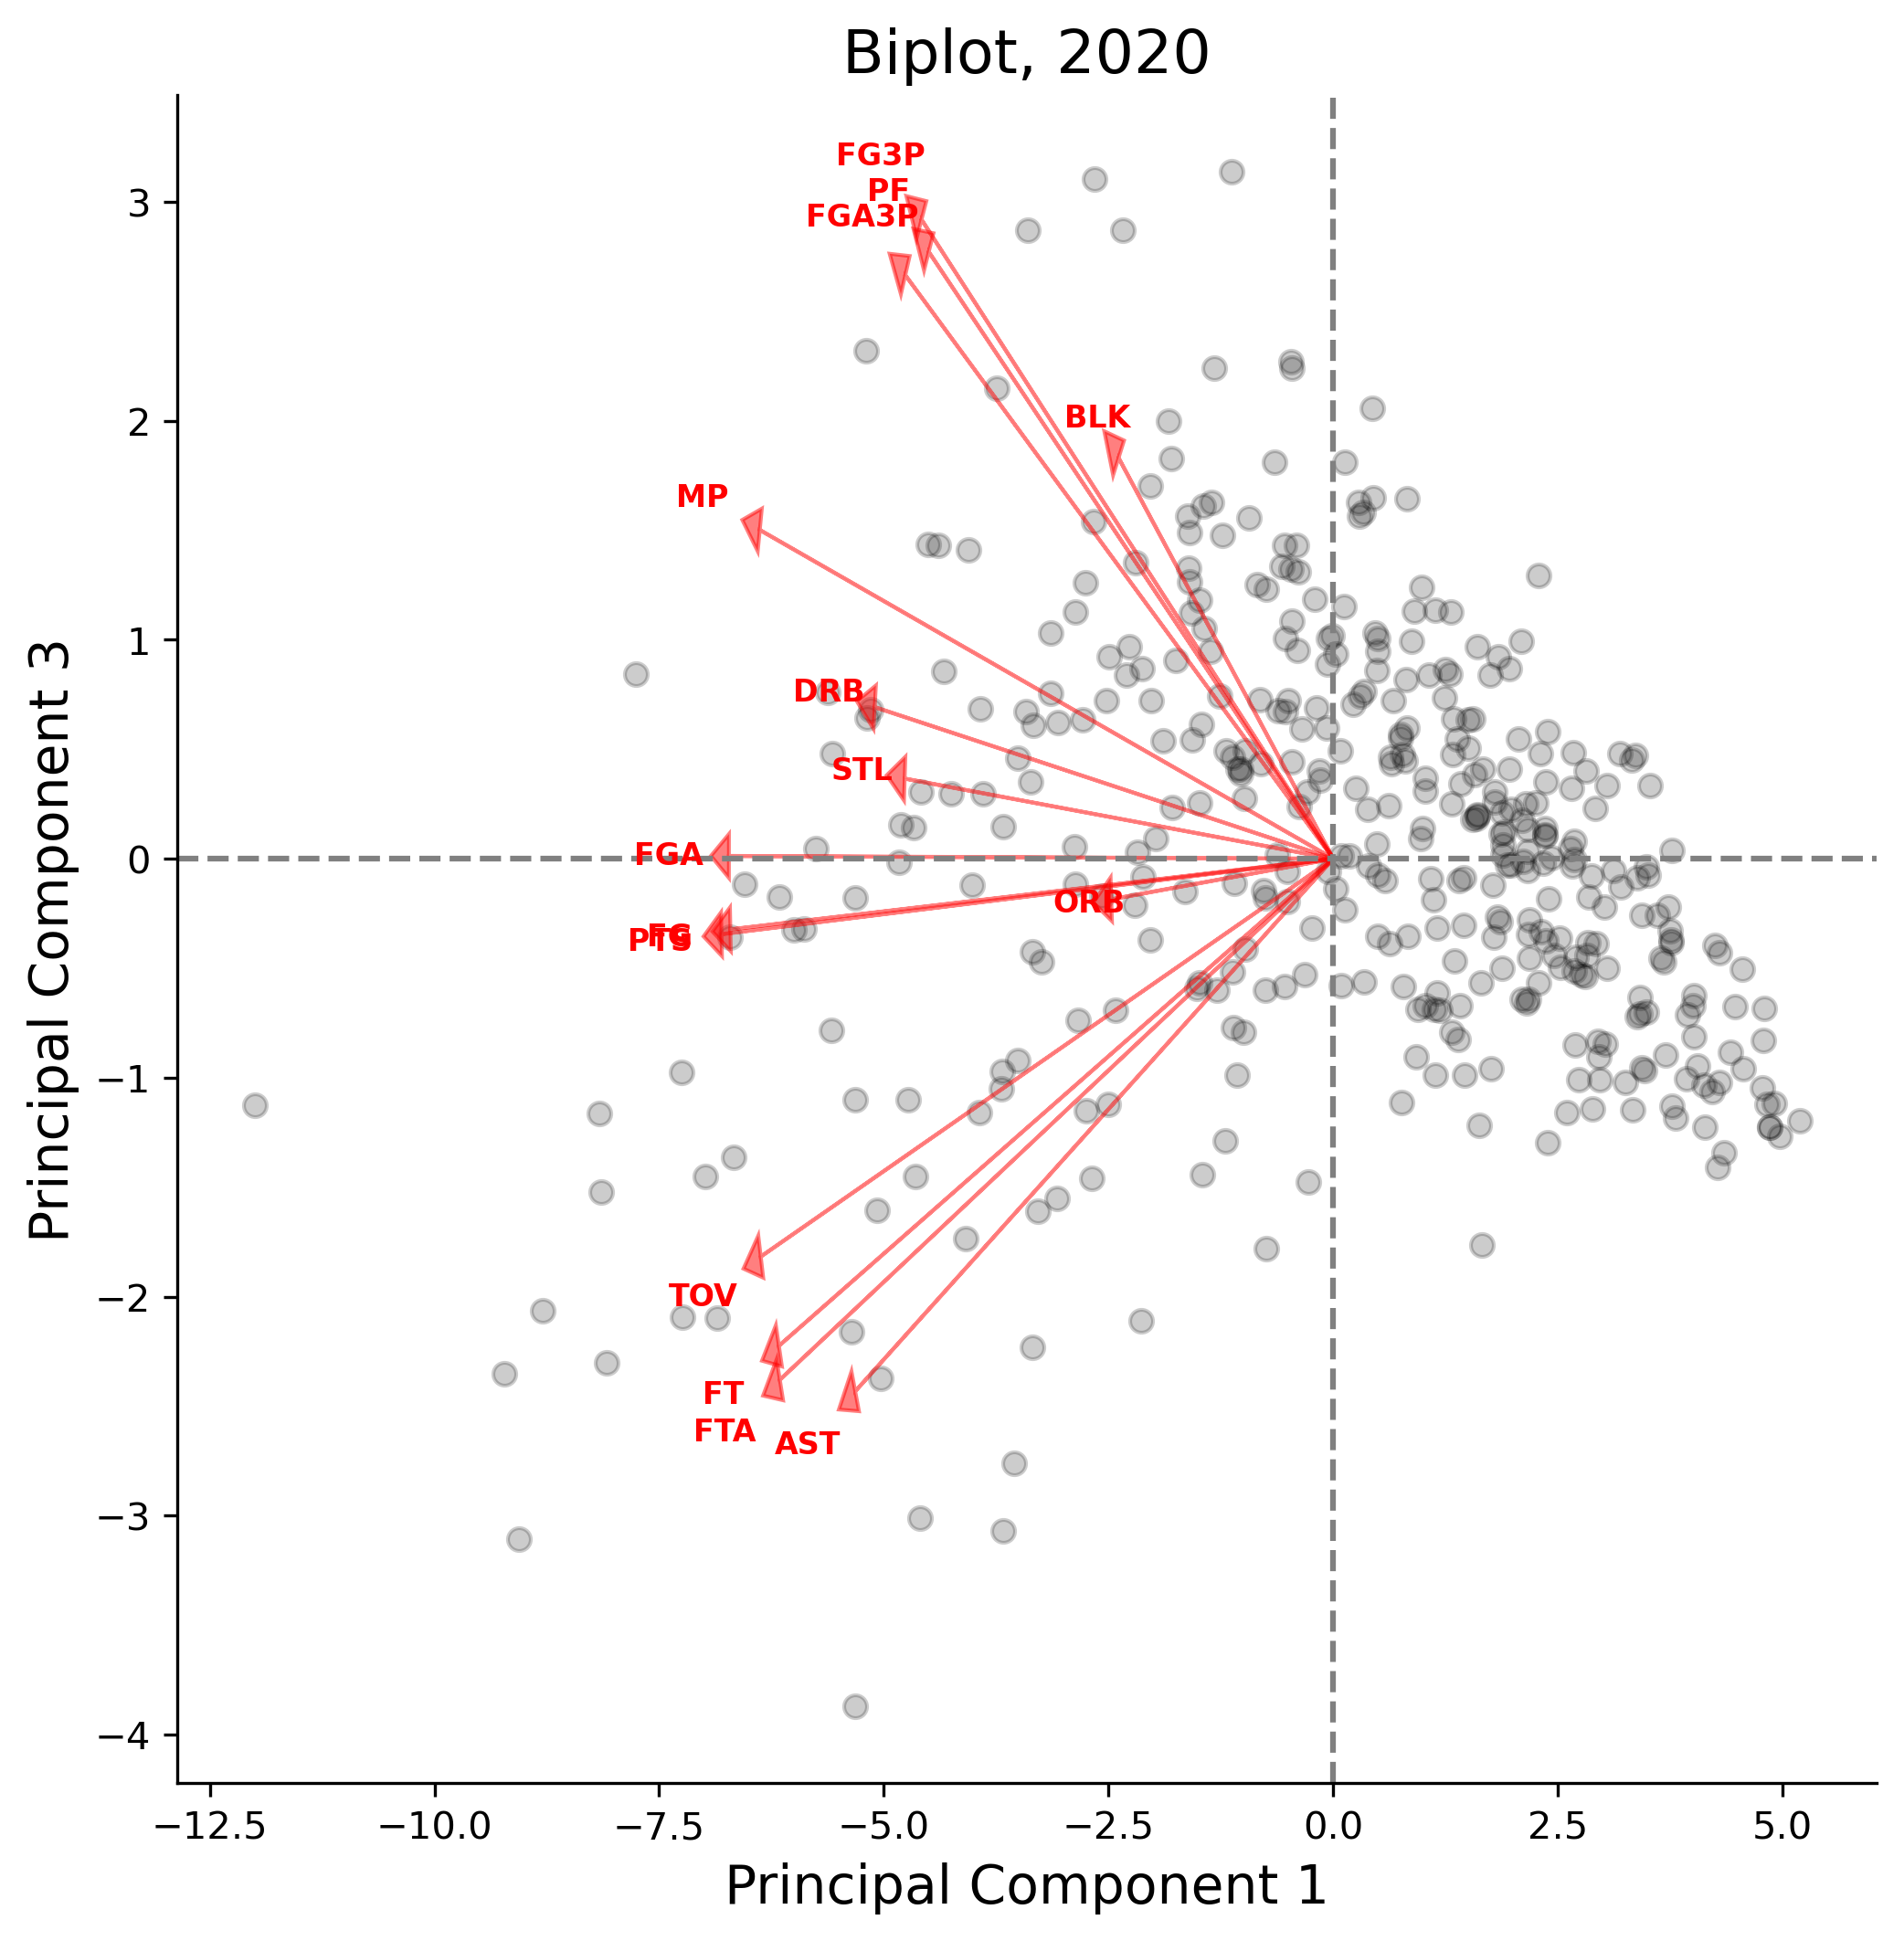 Biplot, 2020
FG3P
PF
FGA3P
BLK
MP
DRB
STL
FGA
ORB
FG
PTS
TOV
FT
FTA
AST
3
2
1
0
−1
−2
−3
−4
Principal Component 3
−12.5
−10.0
−7.5
−5.0
−2.5
0.0
2.5
5.0
Principal Component 1